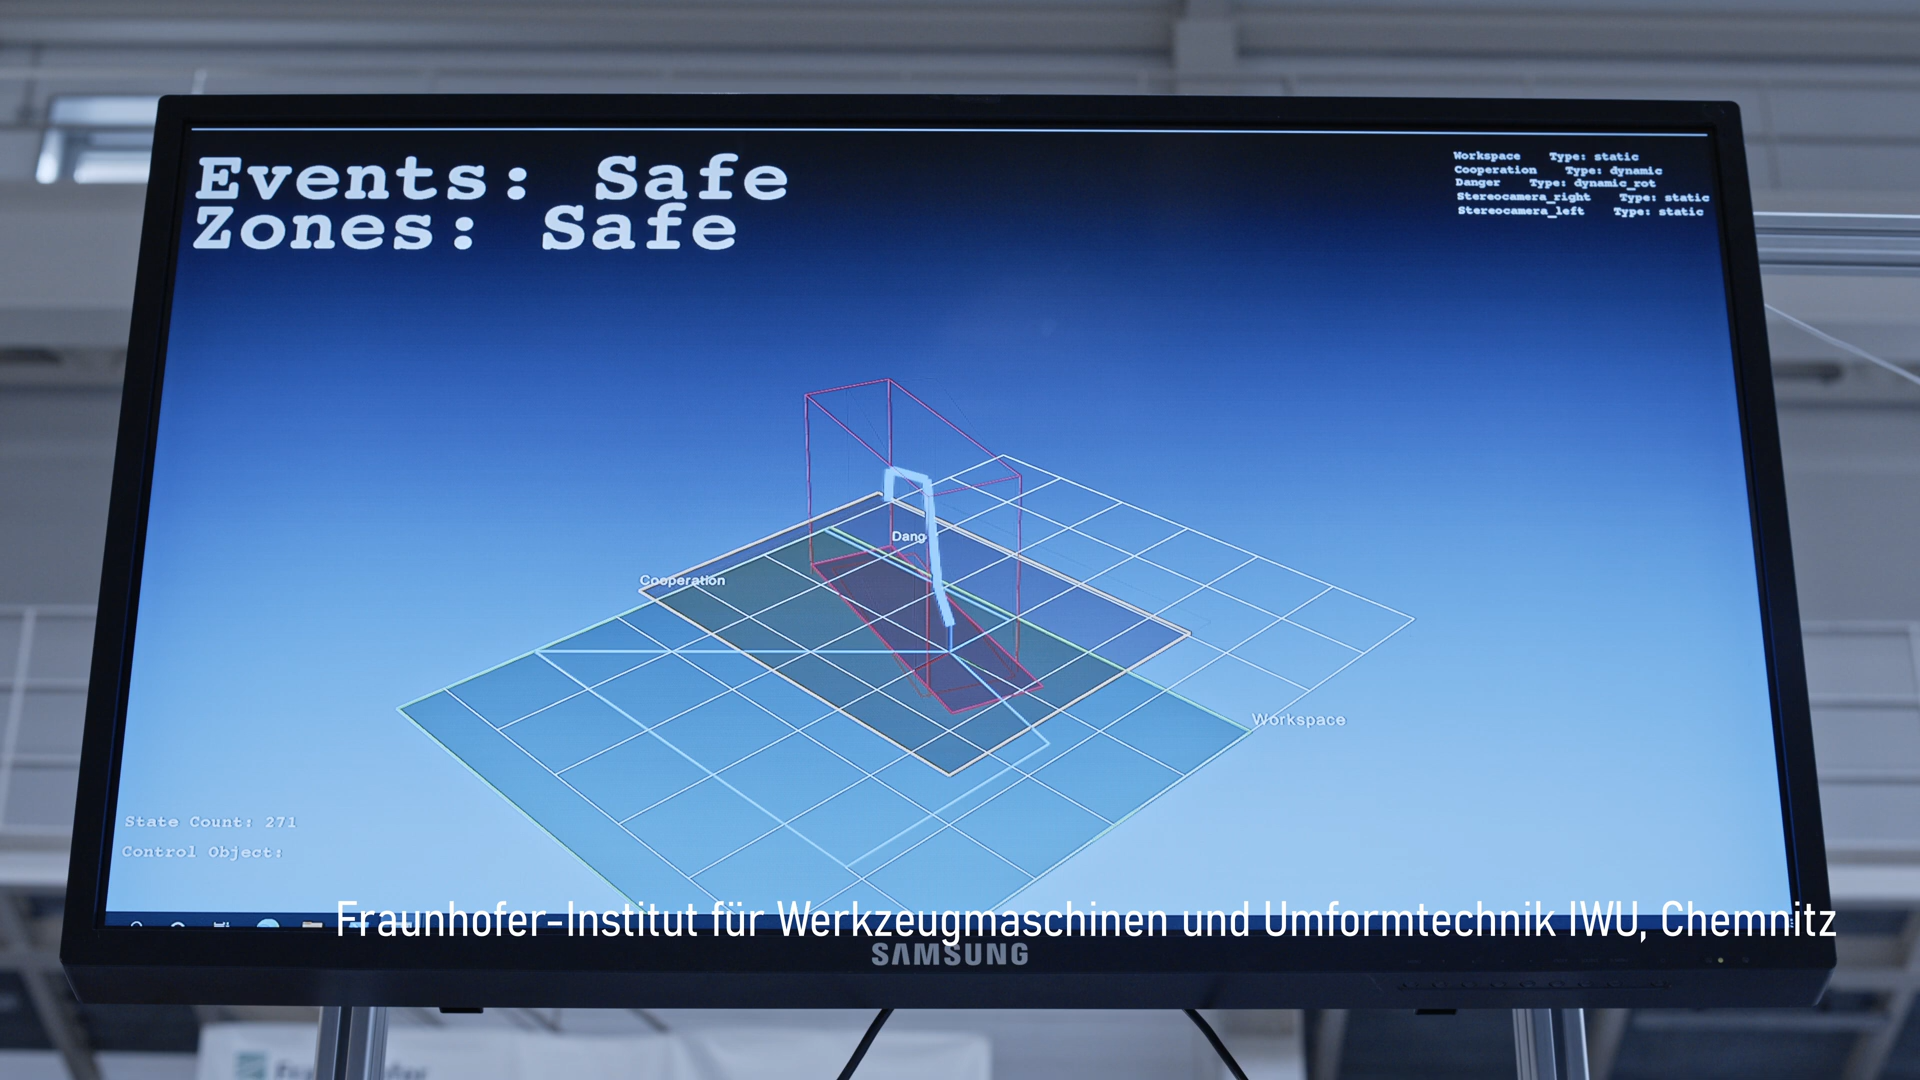 Events: Safe
Zones: Safe
Workspace Type: static
Cooperation Type: dynamic
Danger Type: dynamic_rot
Stereocamera_right Type: static
Stereocamera_left Type: static
Dang
Cooperation
Workspace
State Count: 271
Control Object:
Fraunhofer-Institut für Werkzeugmaschinen und Umformtechnik IWU, Chemnitz
SAMSUNG